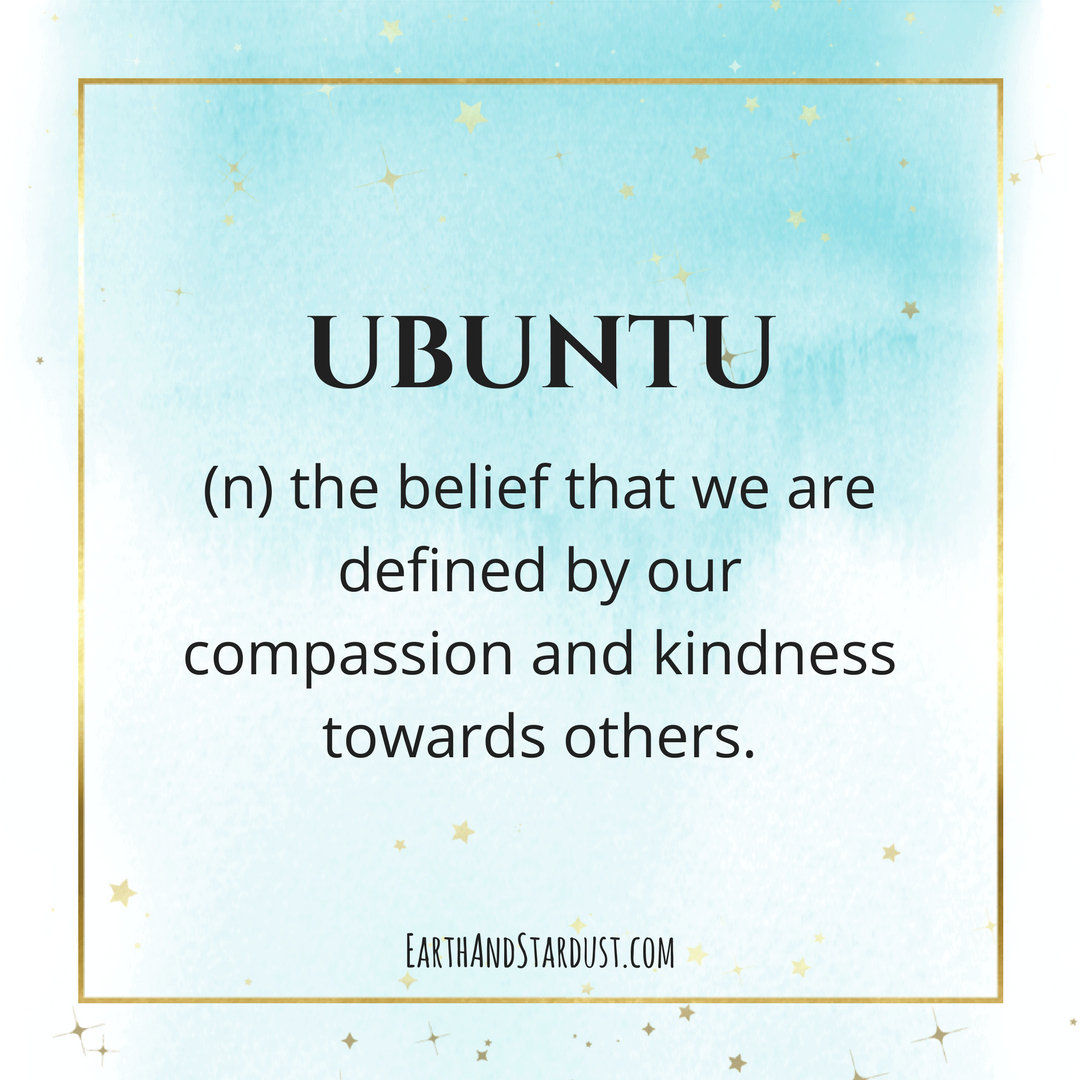 UBUNTU
(n) the belief that we are
defined by our
compassion and kindness
towards others.
EarthAndStardust.com